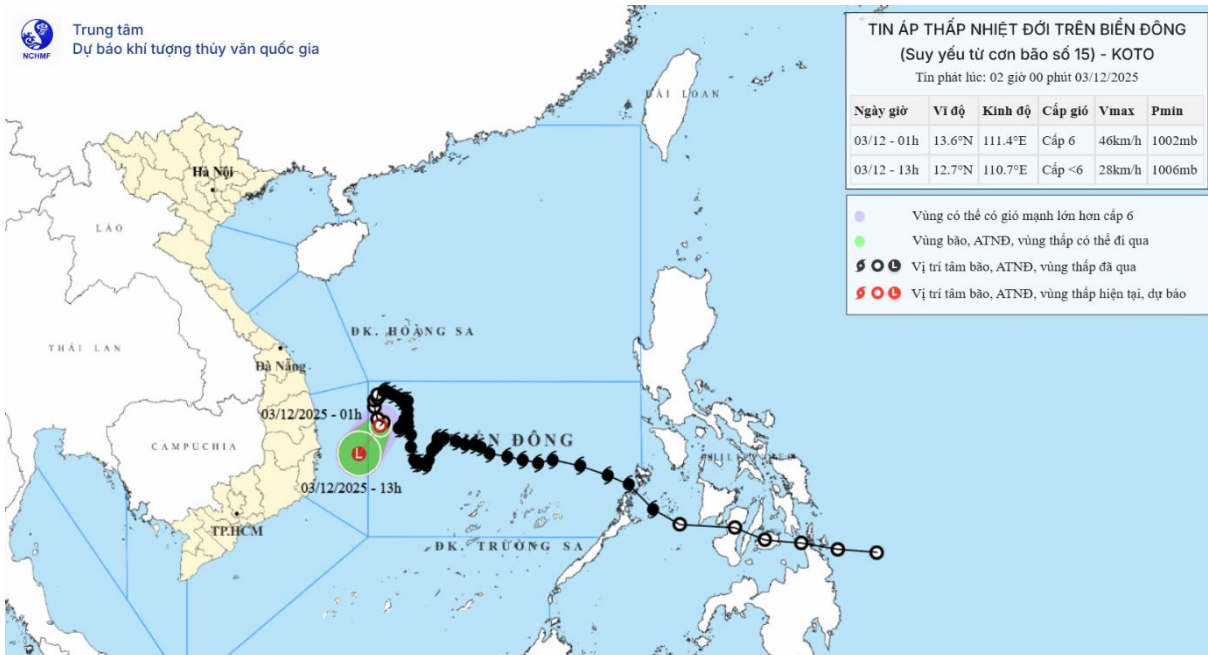 Trung tâm
Dự báo khí tượng thủy văn quốc gia
NCHMF
TIN ÁP THẤP NHIỆT ĐỚI TRÊN BIỂN ĐÔNG
(Suy yếu từ cơn bão số 15) - KOTO
Tin phát lúc: 02 giờ 00 phút 03/12/2025
Ngày giờ Vĩ độ Kinh độ Cấp gió Vmax Pmin
03/12 - 01h 13.6°N 111.4°E Cấp 6 46km/h 1002mb
03/12 - 13h 12.7°N 110.7°E Cấp <6 28km/h 1006mb
Vùng có thể có gió mạnh lớn hơn cấp 6
Vùng bão, ATNĐ, vùng thấp có thể đi qua
L Vị trí tâm bão, ATNĐ, vùng thấp đã qua
L Vị trí tâm bão, ATNĐ, vùng thấp hiện tại, dự báo
ĐÀI LOAN
Hà Nội
LÀO
ĐK. HOÀNG SA
THÁI LAN
Đà Nẵng
03/12/2025 - 01h
CAMPUCHIA
ĐÔNG
L
03/12/2025 - 13h
TP.HCM
ĐK. TRƯỜNG SA